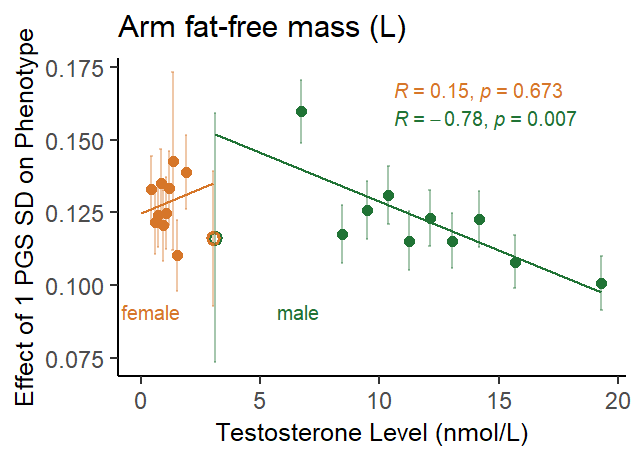 Arm fat-free mass (L)
Effect of 1 PGS SD on Phenotype
0.175
0.150
0.125
0.100
0.075
R = 0.15, p = 0.673
R = −0.78, p = 0.007
female
male
0
5
10
15
20
Testosterone Level (nmol/L)